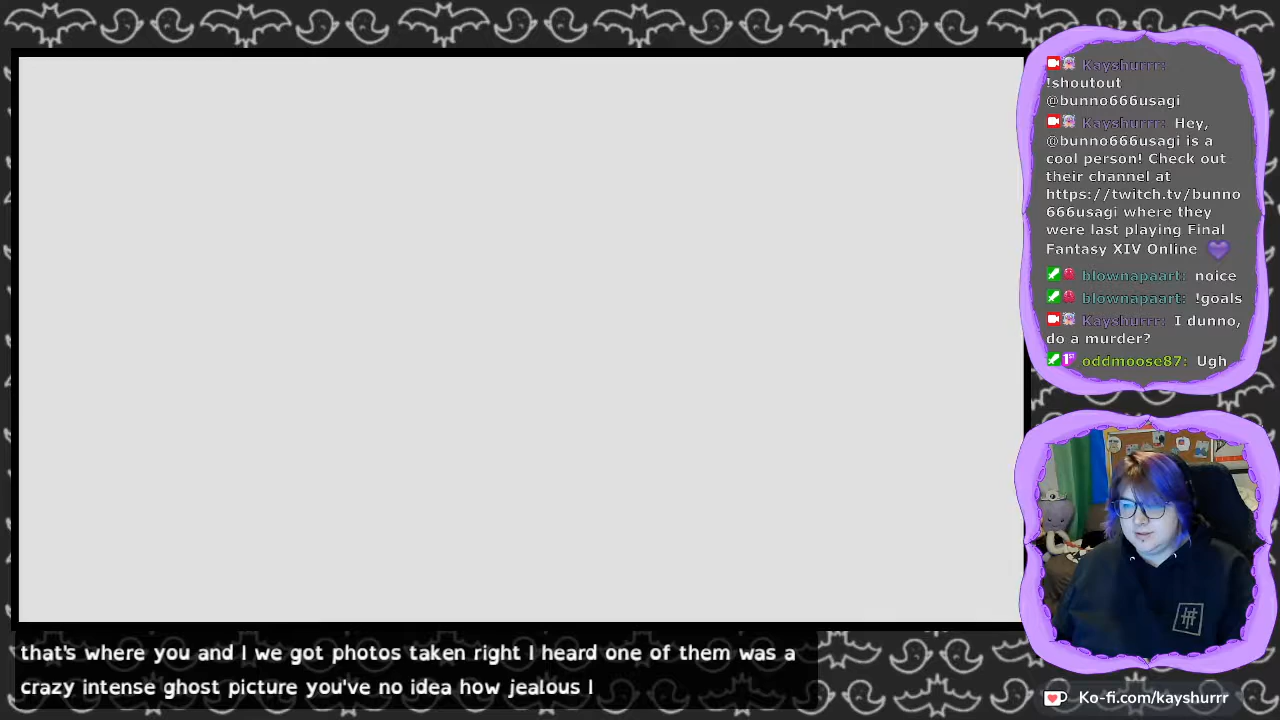 Kayshurrr:
!shoutout
@bunno666usagi
Kayshurrr: Hey,
@bunno666usagi is a
cool person! Check out
their channel at
https://twitch.tv/bunno
666usagi where they
were last playing Final
Fantasy XIV Online
blownapaart: noice
blownapaart: !goals
Kayshurrr: I dunno,
do a murder?
oddmoose87: Ugh
that's where you and I we got photos taken right I heard one of them was a
crazy intense ghost picture you've no idea how jealous I
Ko-fi.com/kayshurrr